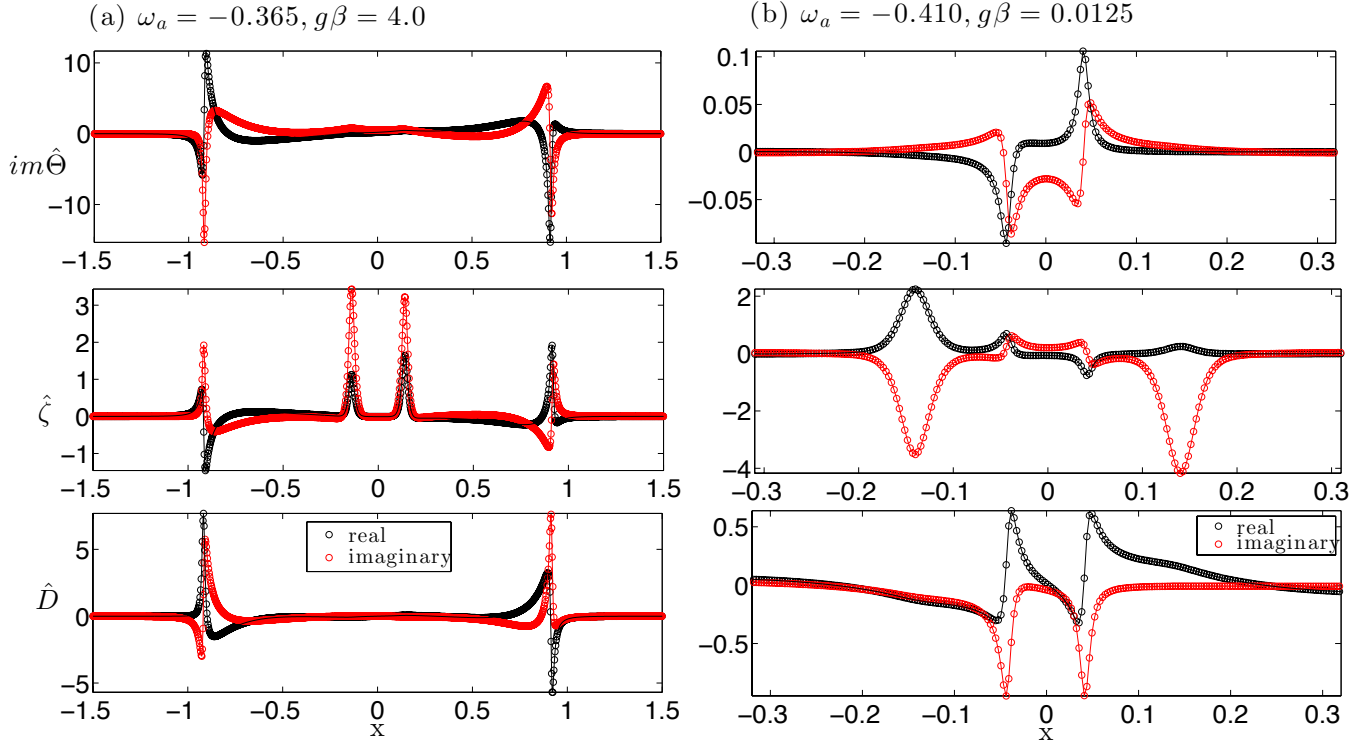 (a) ωₐ = −0.365, gβ = 4.0
10
0
−10
imΘ̂
−1.5 −1 −0.5 0 0.5 1 1.5
3
2
1
0
−1
ζ̂
−1.5 −1 −0.5 0 0.5 1 1.5
5
0
−5
D̂
real
imaginary
−1.5 −1 −0.5 0 0.5 1 1.5
x
(b) ωₐ = −0.410, gβ = 0.0125
0.1
0.05
0
−0.05
−0.3 −0.2 −0.1 0 0.1 0.2 0.3
2
0
−2
−4
−0.3 −0.2 −0.1 0 0.1 0.2 0.3
0.5
0
−0.5
real
imaginary
−0.3 −0.2 −0.1 0 0.1 0.2 0.3
x